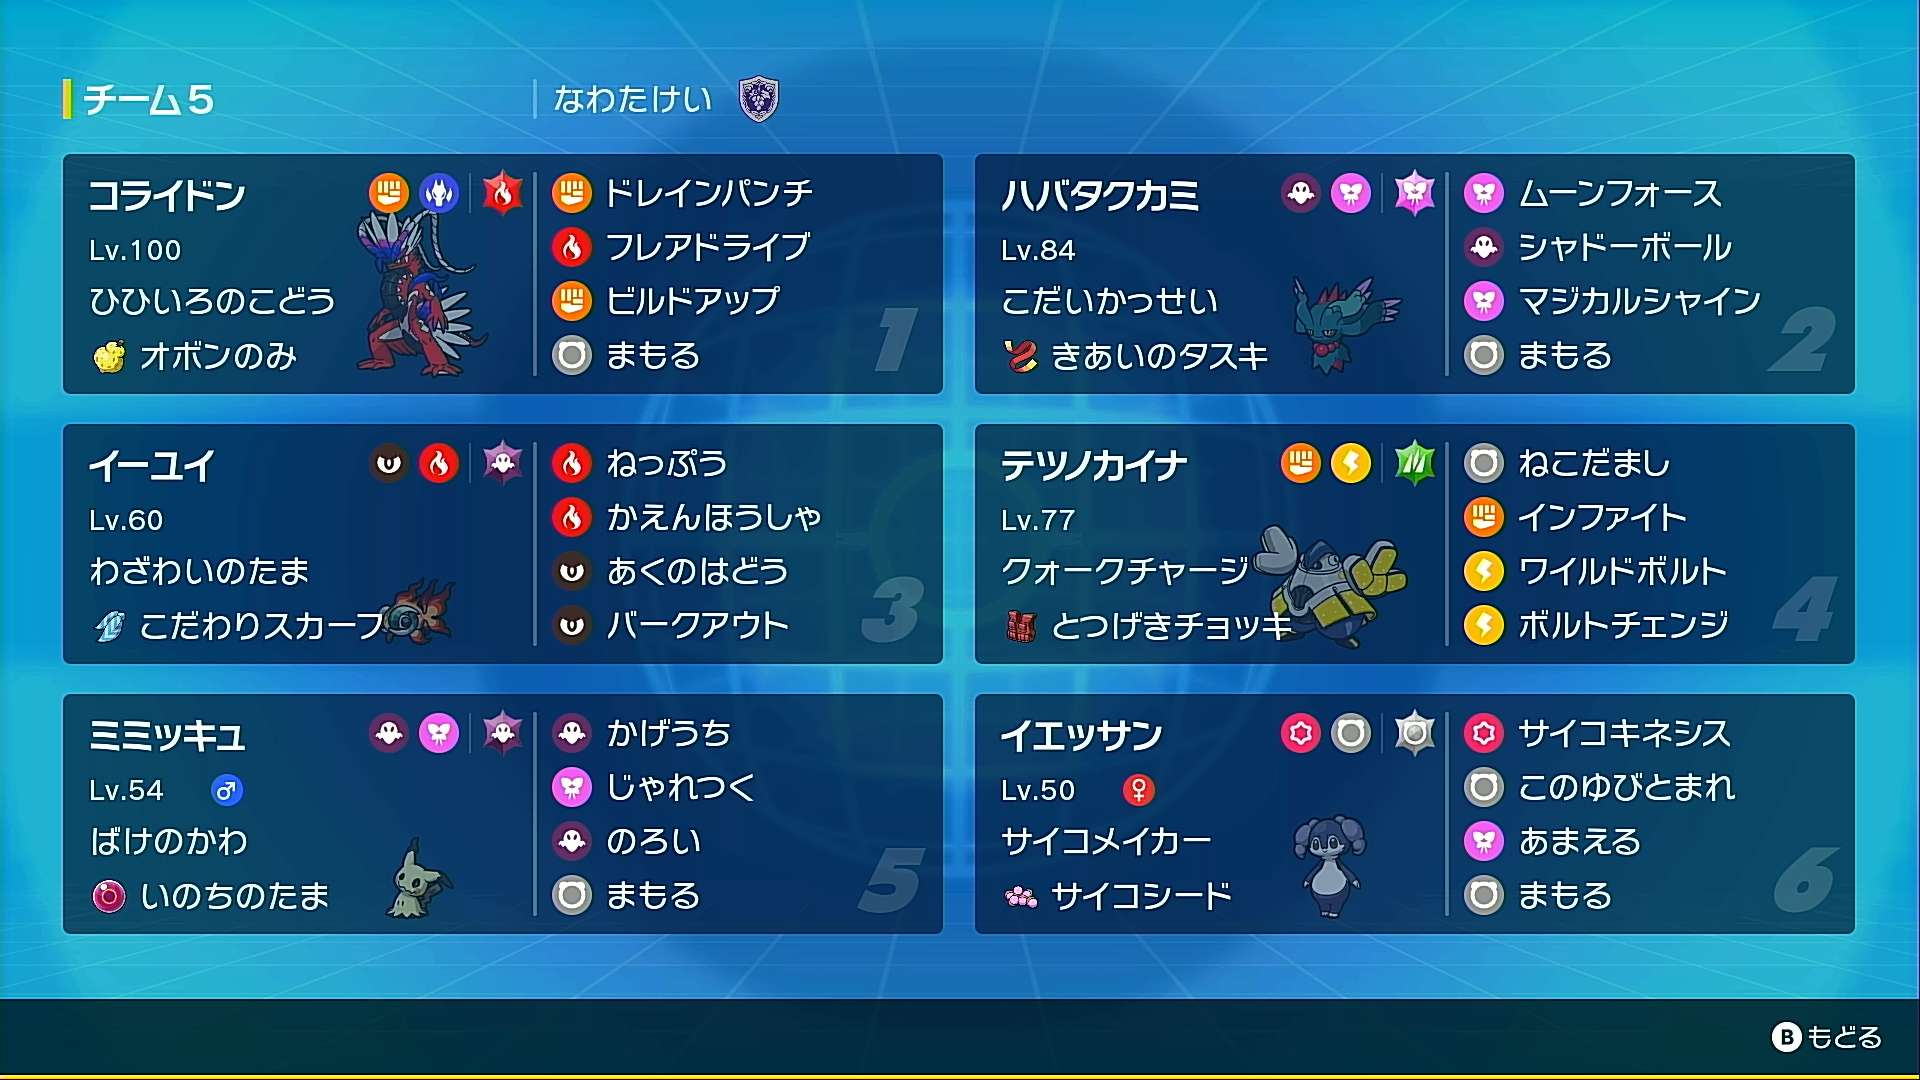 チーム5
なわたけい
コライドン
Lv.100
ひひいろのこどう
オボンのみ
ドレインパンチ
フレアドライブ
ビルドアップ
まもる
1
ハバタクカミ
Lv.84
こだいかっせい
きあいのタスキ
ムーンフォース
シャドーボール
マジカルシャイン
まもる
2
イーユイ
Lv.60
わざわいのたま
こだわりスカーフ
ねっぷう
かえんほうしゃ
あくのはどう
バークアウト
3
テツノカイナ
Lv.77
クォークチャージ
とつげきチョッキ
ねこだまし
インファイト
ワイルドボルト
ボルトチェンジ
4
ミミッキュ
Lv.54 ♂
ばけのかわ
いのちのたま
かげうち
じゃれつく
のろい
まもる
5
イエッサン
Lv.50 ♀
サイコメイカー
サイコシード
サイコキネシス
このゆびとまれ
あまえる
まもる
6
B もどる